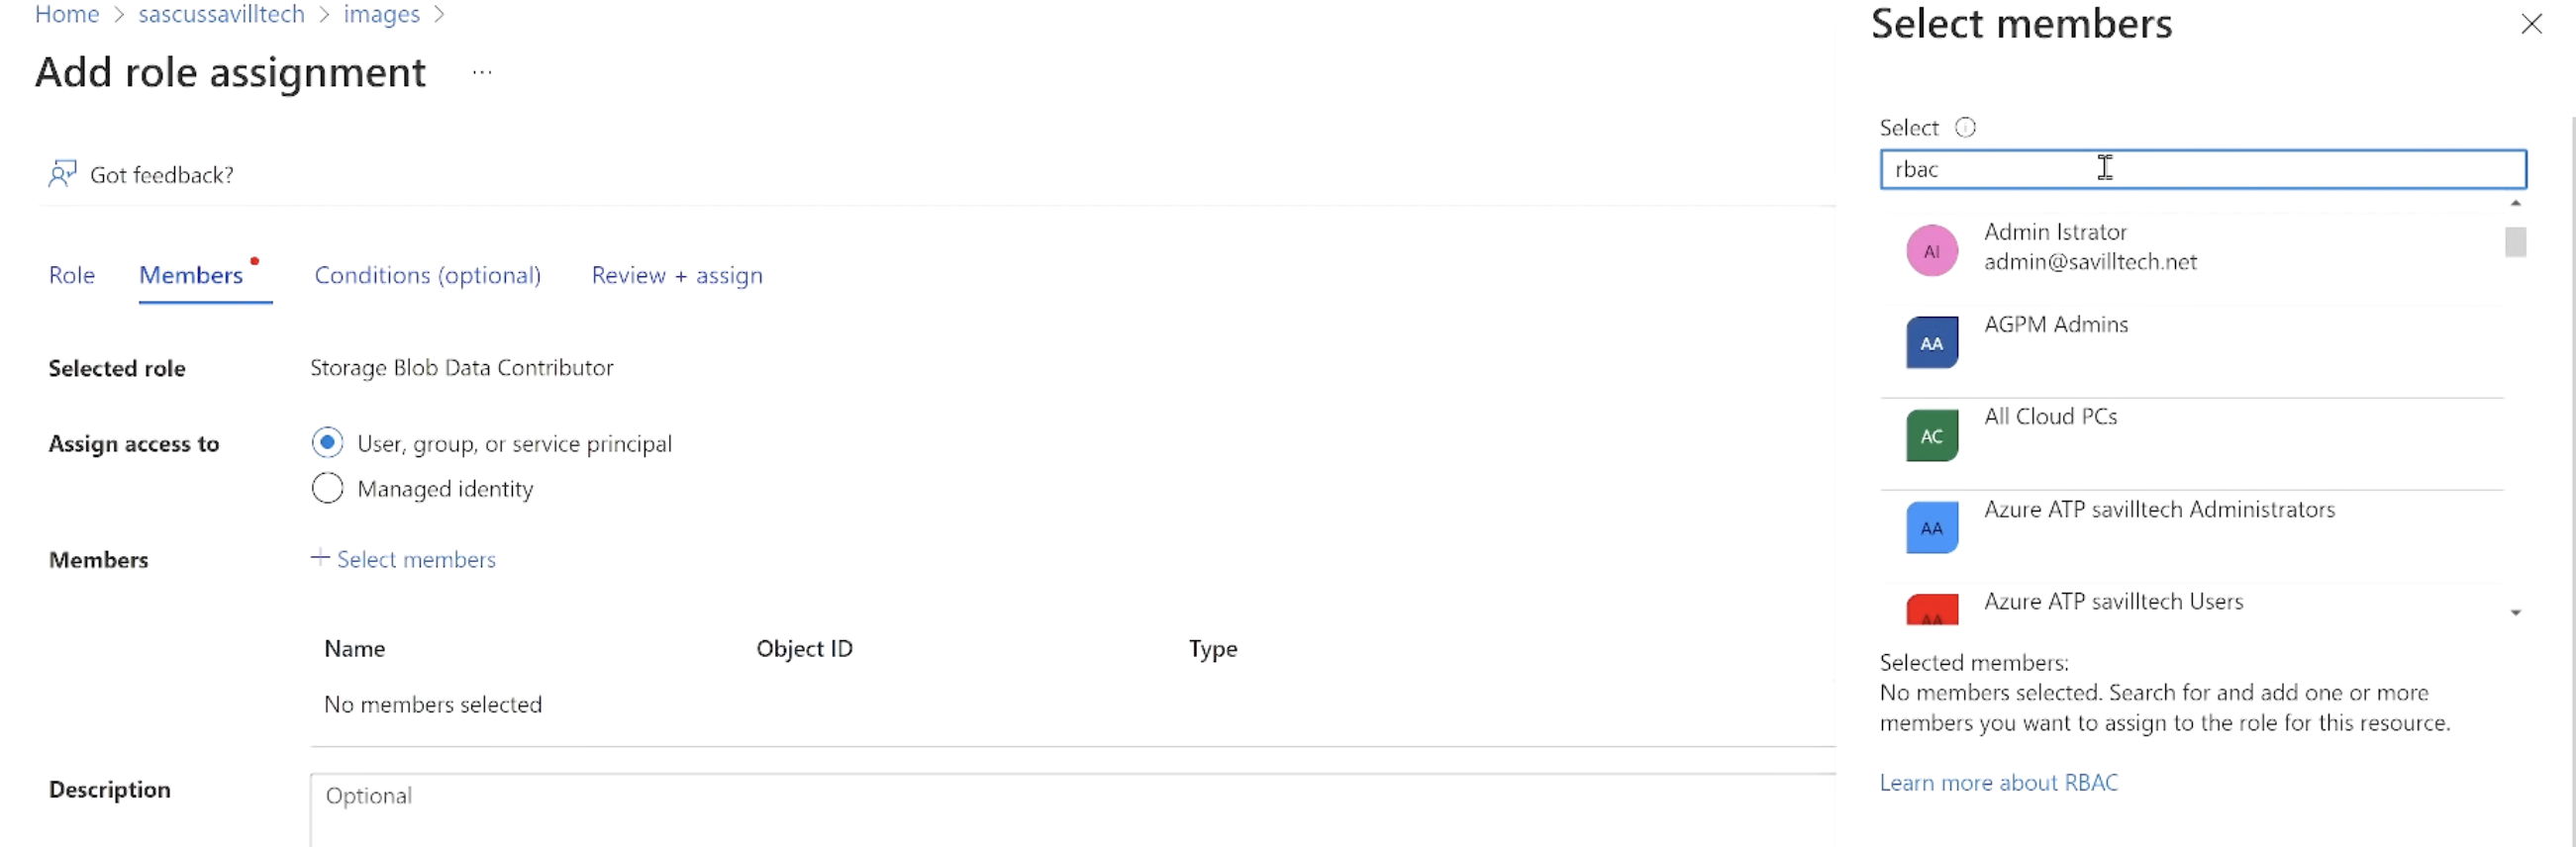 Home > sascussavilltech > images >
Add role assignment ...
Got feedback?
Role Members Conditions (optional) Review + assign
Selected role Storage Blob Data Contributor
Assign access to User, group, or service principal
Managed identity
Members + Select members
Name Object ID Type
No members selected
Description Optional
Select members
Select
rbac
AI Admin Istrator
admin@savilltech.net
AA AGPM Admins
AC All Cloud PCs
AA Azure ATP savilltech Administrators
AA Azure ATP savilltech Users
Selected members:
No members selected. Search for and add one or more
members you want to assign to the role for this resource.
Learn more about RBAC